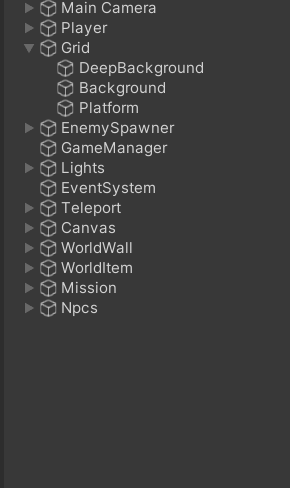 Main Camera
Player
Grid
DeepBackground
Background
Platform
EnemySpawner
GameManager
Lights
EventSystem
Teleport
Canvas
WorldWall
WorldItem
Mission
Npcs